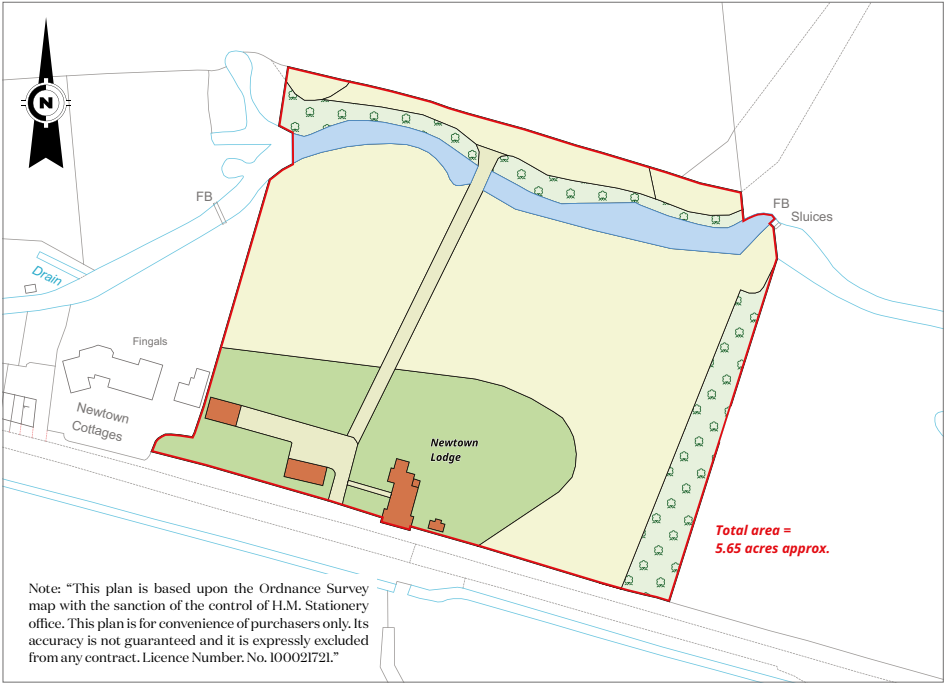 N
FB
FB
Sluices
Drain
Fingals
Newtown
Cottages
Newtown
Lodge
Total area =
5.65 acres approx.
Note: “This plan is based upon the Ordnance Survey
map with the sanction of the control of H.M. Stationery
office. This plan is for convenience of purchasers only. Its
accuracy is not guaranteed and it is expressly excluded
from any contract. Licence Number. No. 100021721.”